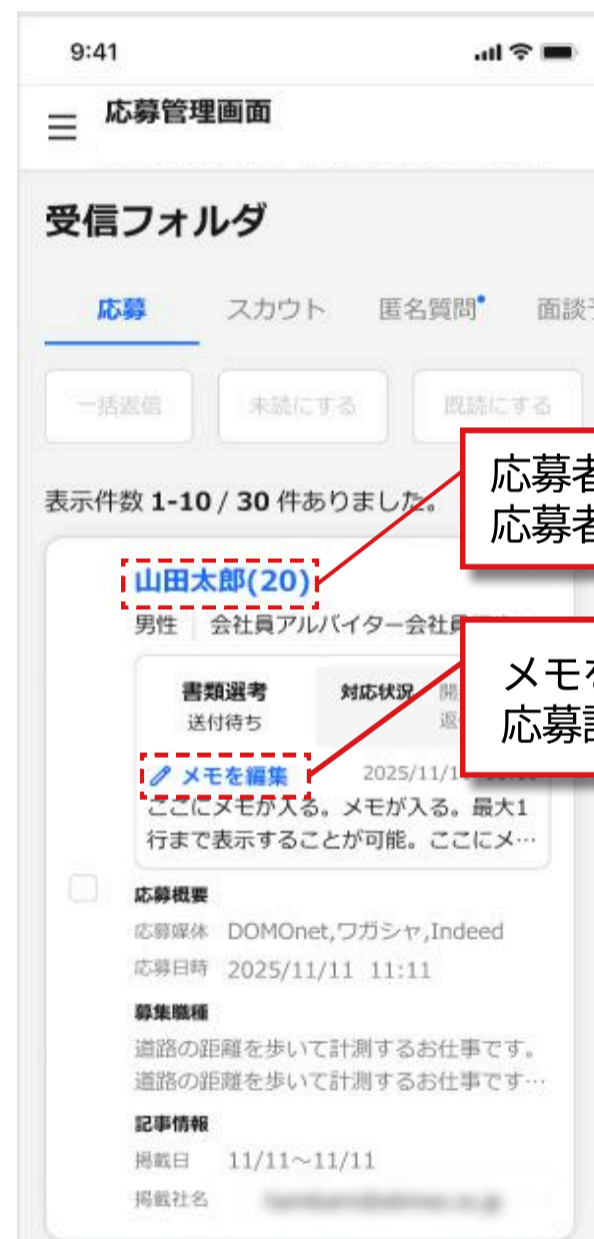 9:41
応募管理画面
受信フォルダ
応募 スカウト 匿名質問 面談
一括返信 未読にする 既読にする
応募者
応募者
表示件数 1-10 / 30 件ありました。
山田太郎(20)
男性 会社員アルバイター会社員
メモを
応募
書類選考 対応状況 開
送付待ち 返
メモを編集 2025/11/1
ここにメモが入る。メモが入る。最大1
行まで表示することが可能。ここにメ…
応募概要
応募媒体 DOMOnet,ワガシャ,Indeed
応募日時 2025/11/11 11:11
募集職種
道路の距離を歩いて計測するお仕事です。
道路の距離を歩いて計測するお仕事です…
記事情報
掲載日 11/11～11/11
掲載社名